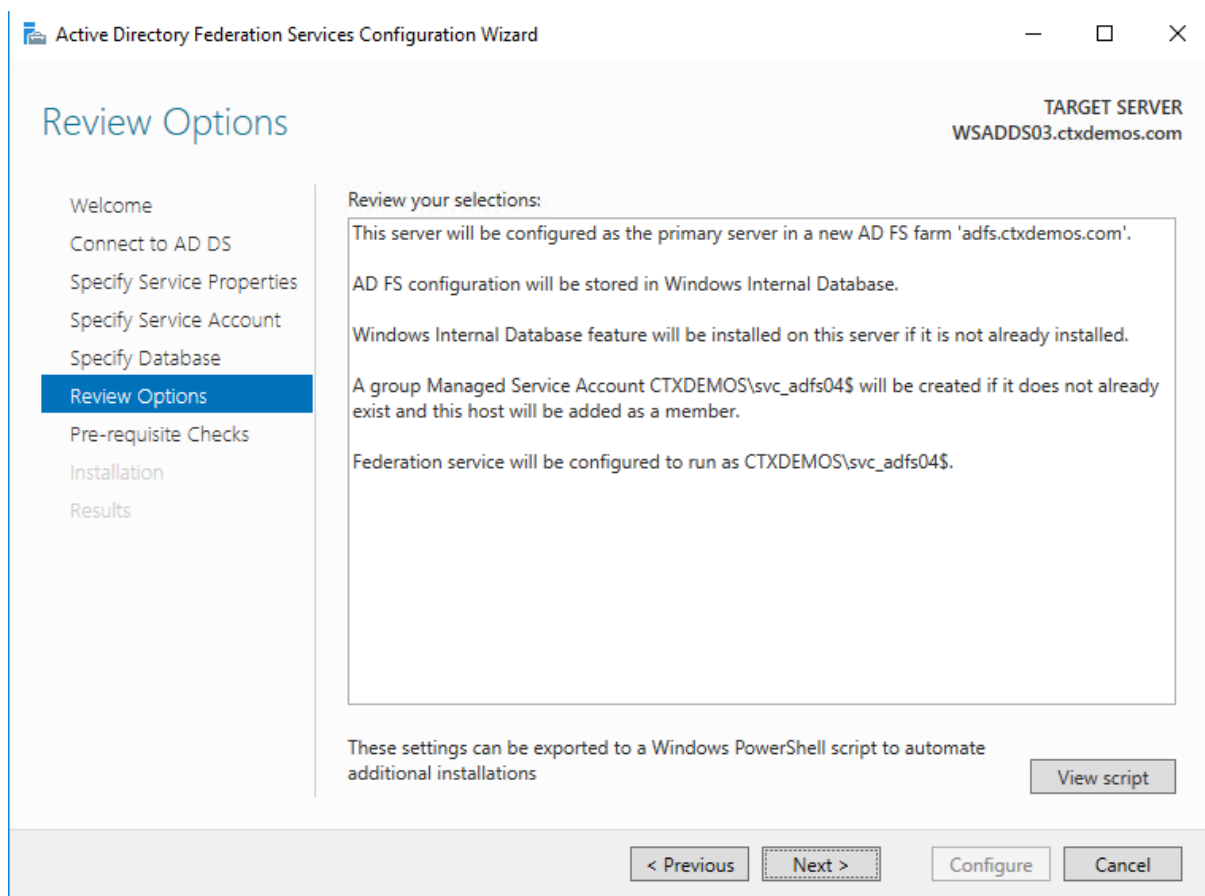 Active Directory Federation Services Configuration Wizard
Review Options
TARGET SERVER
WSADDS03.ctxdemos.com
Welcome
Connect to AD DS
Specify Service Properties
Specify Service Account
Specify Database
Review Options
Pre-requisite Checks
Installation
Results
Review your selections:
This server will be configured as the primary server in a new AD FS farm 'adfs.ctxdemos.com'.
AD FS configuration will be stored in Windows Internal Database.
Windows Internal Database feature will be installed on this server if it is not already installed.
A group Managed Service Account CTXDEMOS\svc_adfs04$ will be created if it does not already
exist and this host will be added as a member.
Federation service will be configured to run as CTXDEMOS\svc_adfs04$.
These settings can be exported to a Windows PowerShell script to automate
additional installations
View script
< Previous
Next >
Configure
Cancel